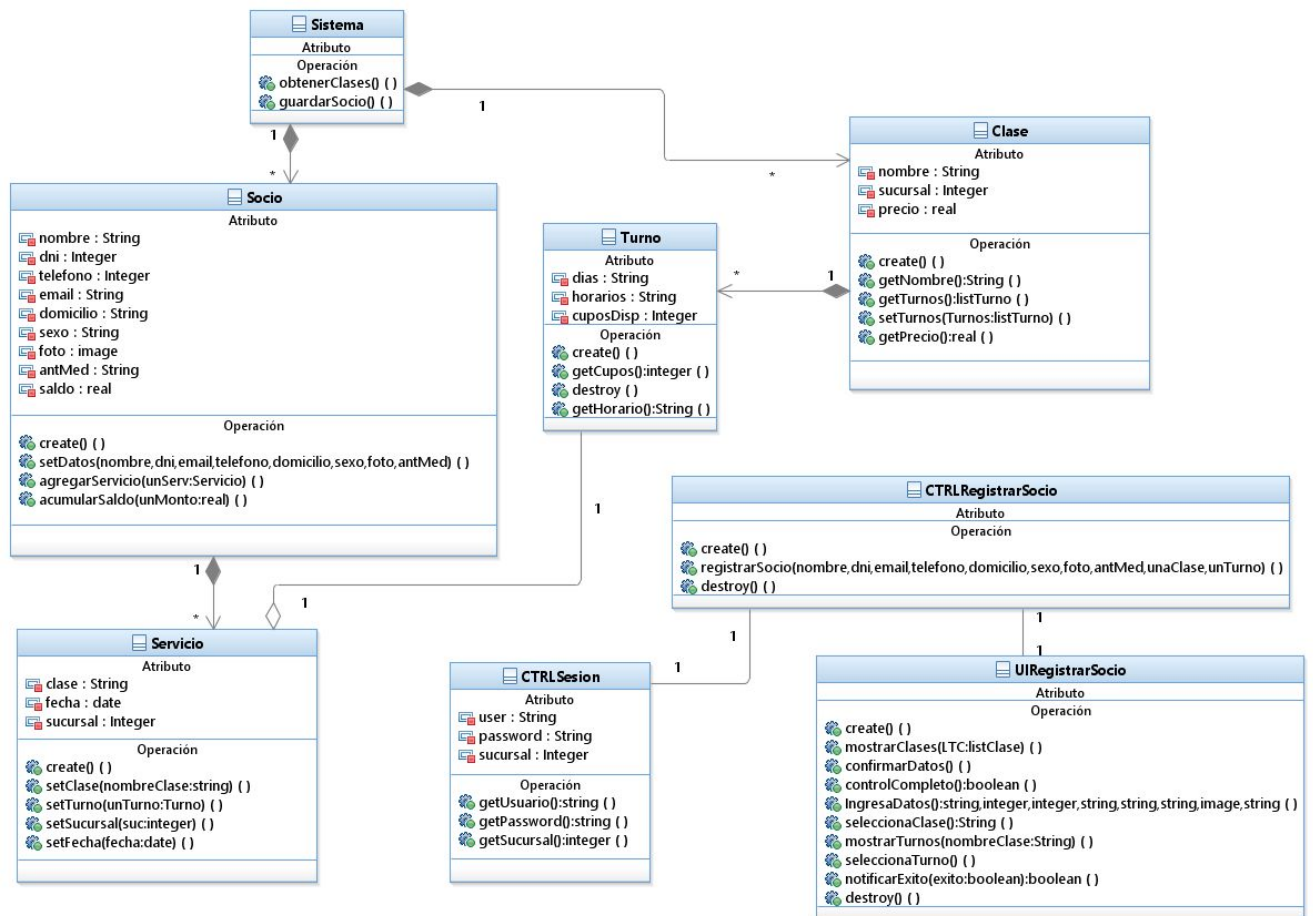 Sistema
Atributo
Operación
obtenerClases() ( )
guardarSocio() ( )
1
*
1
*
Clase
Atributo
nombre : String
sucursal : Integer
precio : real
Operación
create() ( )
getNombre():String ( )
getTurnos():listTurno ( )
setTurnos(Turnos:listTurno) ( )
getPrecio():real ( )
Socio
Atributo
nombre : String
dni : Integer
telefono : Integer
email : String
domicilio : String
sexo : String
foto : image
antMed : String
saldo : real
Operación
create() ( )
setDatos(nombre,dni,email,telefono,domicilio,sexo,foto,antMed) ( )
agregarServicio(unServ:Servicio) ( )
acumularSaldo(unMonto:real) ( )
Turno
Atributo
dias : String
horarios : String
cuposDisp : Integer
Operación
create() ( )
getCupos():integer ( )
destroy ( )
getHorario():String ( )
*
1
1
1
1
*
CTRLRegistrarSocio
Atributo
Operación
create() ( )
registrarSocio(nombre,dni,email,telefono,domicilio,sexo,foto,antMed,unaClase,unTurno) ( )
destroy() ( )
1
1
1
1
Servicio
Atributo
clase : String
fecha : date
sucursal : Integer
Operación
create() ( )
setClase(nombreClase:string) ( )
setTurno(unTurno:Turno) ( )
setSucursal(suc:integer) ( )
setFecha(fecha:date) ( )
CTRLSesion
Atributo
user : String
password : String
sucursal : Integer
Operación
getUsuario():string ( )
getPassword():string ( )
getSucursal():integer ( )
UIRegistrarSocio
Atributo
Operación
create() ( )
mostrarClases(LTC:listClase) ( )
confirmarDatos() ( )
controlCompleto():boolean ( )
IngresaDatos():string,integer,integer,string,string,string,image,string ( )
seleccionaClase():String ( )
mostrarTurnos(nombreClase:String) ( )
seleccionaTurno() ( )
notificarExito(exito:boolean):boolean ( )
destroy() ( )